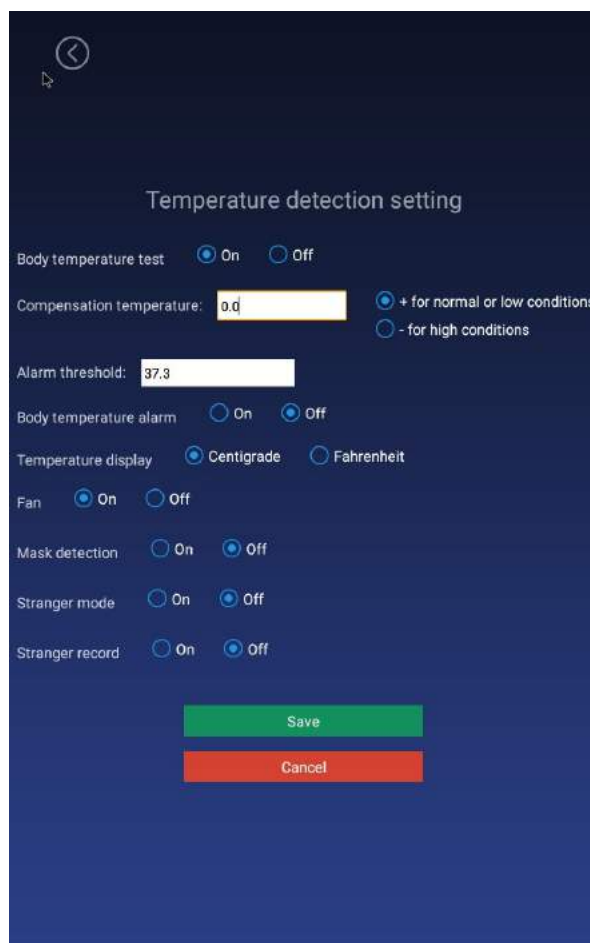 Temperature detection setting
Body temperature test On Off
Compensation temperature: 0.0 + for normal or low conditions
- for high conditions
Alarm threshold: 37.3
Body temperature alarm On Off
Temperature display Centigrade Fahrenheit
Fan On Off
Mask detection On Off
Stranger mode On Off
Stranger record On Off
Save
Cancel